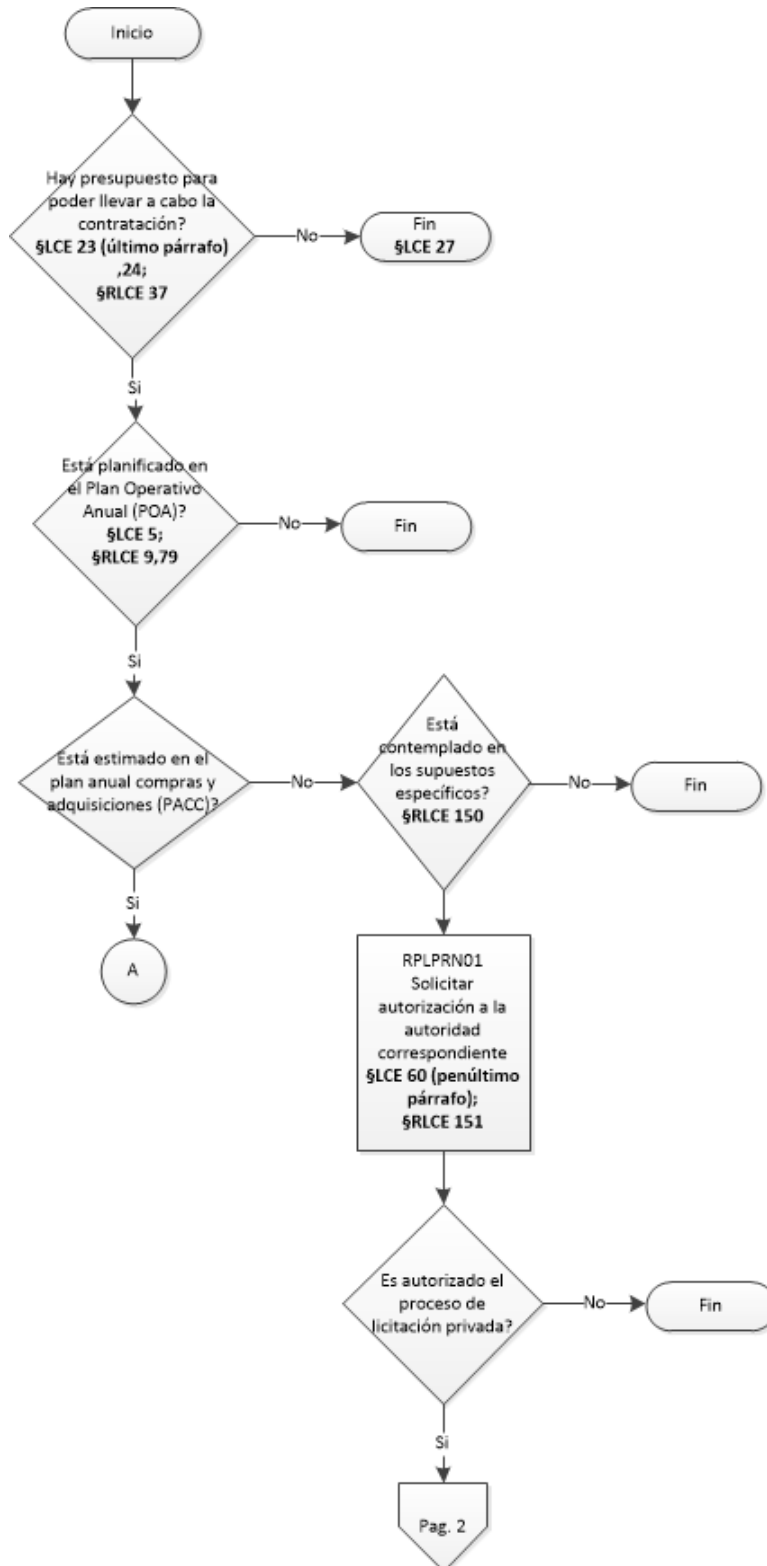 Inicio
Hay presupuesto para
poder llevar a cabo la
contratación?
§LCE 23 (último párrafo)
,24;
§RLCE 37
No
Fin
§LCE 27
Si
Está planificado en
el Plan Operativo
Anual (POA)?
§LCE 5;
§RLCE 9,79
No
Fin
Si
Está estimado en el
plan anual compras y
adquisiciones (PACC)?
No
Está
contemplado en
los supuestos
específicos?
§RLCE 150
No
Fin
Si
A
RPLPRN01
Solicitar
autorización a la
autoridad
correspondiente
§LCE 60 (penúltimo
párrafo);
§RLCE 151
Es autorizado el
proceso de
licitación privada?
No
Fin
Si
Pag. 2